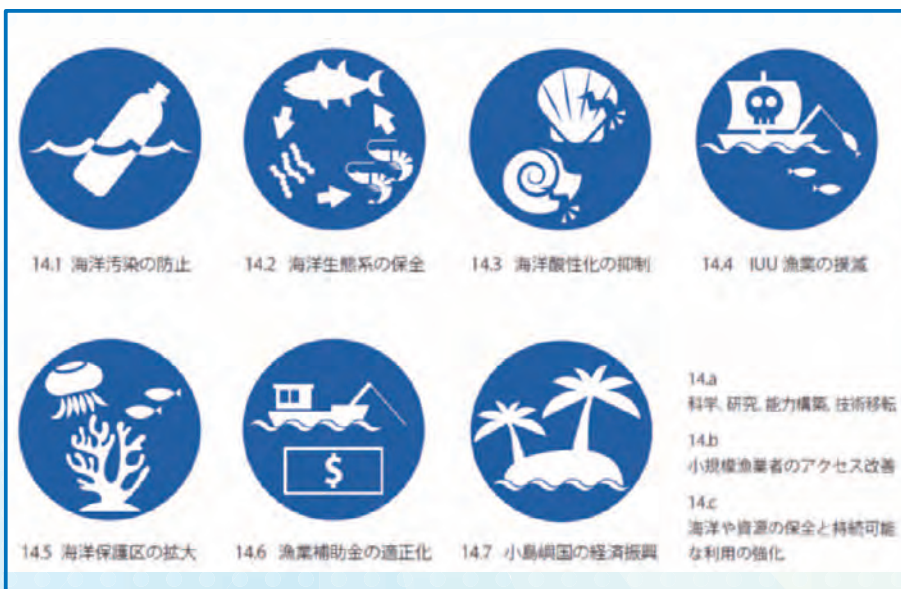 14.1 海洋汚染の防止
14.2 海洋生態系の保全
14.3 海洋酸性化の抑制
14.4 IUU 漁業の撲滅
$
14.5 海洋保護区の拡大
14.6 漁業補助金の適正化
14.7 小島嶼国の経済振興
14.a
科学、研究、能力構築、技術移転
14.b
小規模漁業者のアクセス改善
14.c
海洋や資源の保全と持続可能
な利用の強化